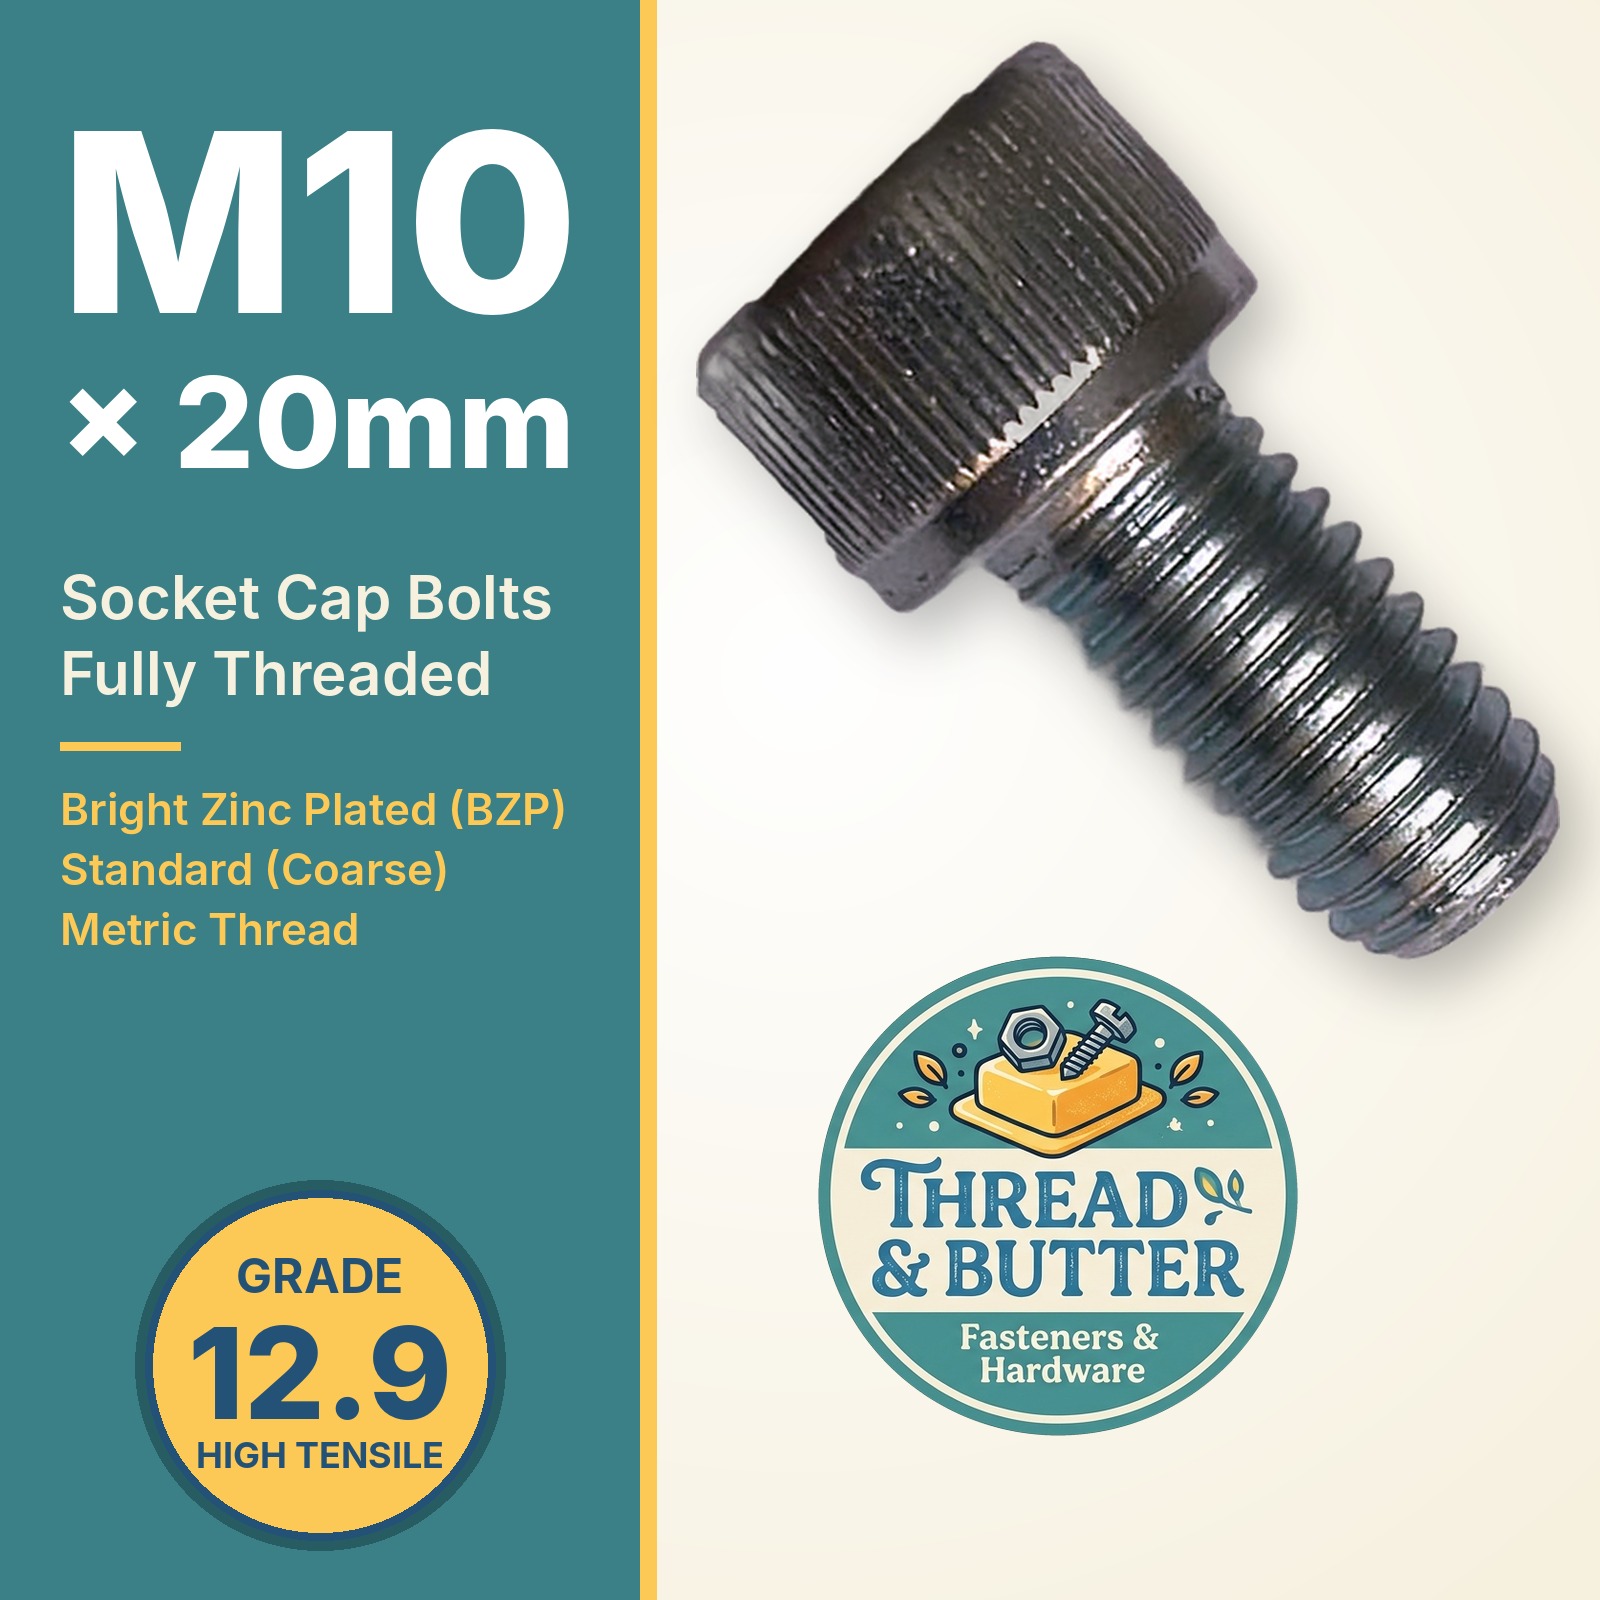 M10
× 20mm
Socket Cap Bolts
Fully Threaded
Bright Zinc Plated (BZP)
Standard (Coarse)
Metric Thread
GRADE
12.9
HIGH TENSILE
THREAD
& BUTTER
Fasteners &
Hardware